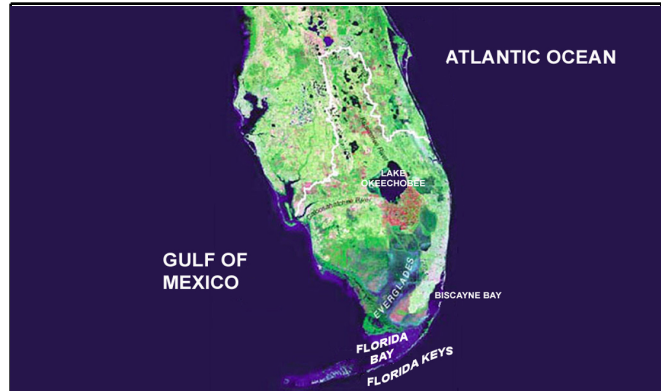 ATLANTIC OCEAN
LAKE
OKEECHOBEE
GULF OF
MEXICO
EVERGLADES
BISCAYNE BAY
FLORIDA
BAY
FLORIDA KEYS